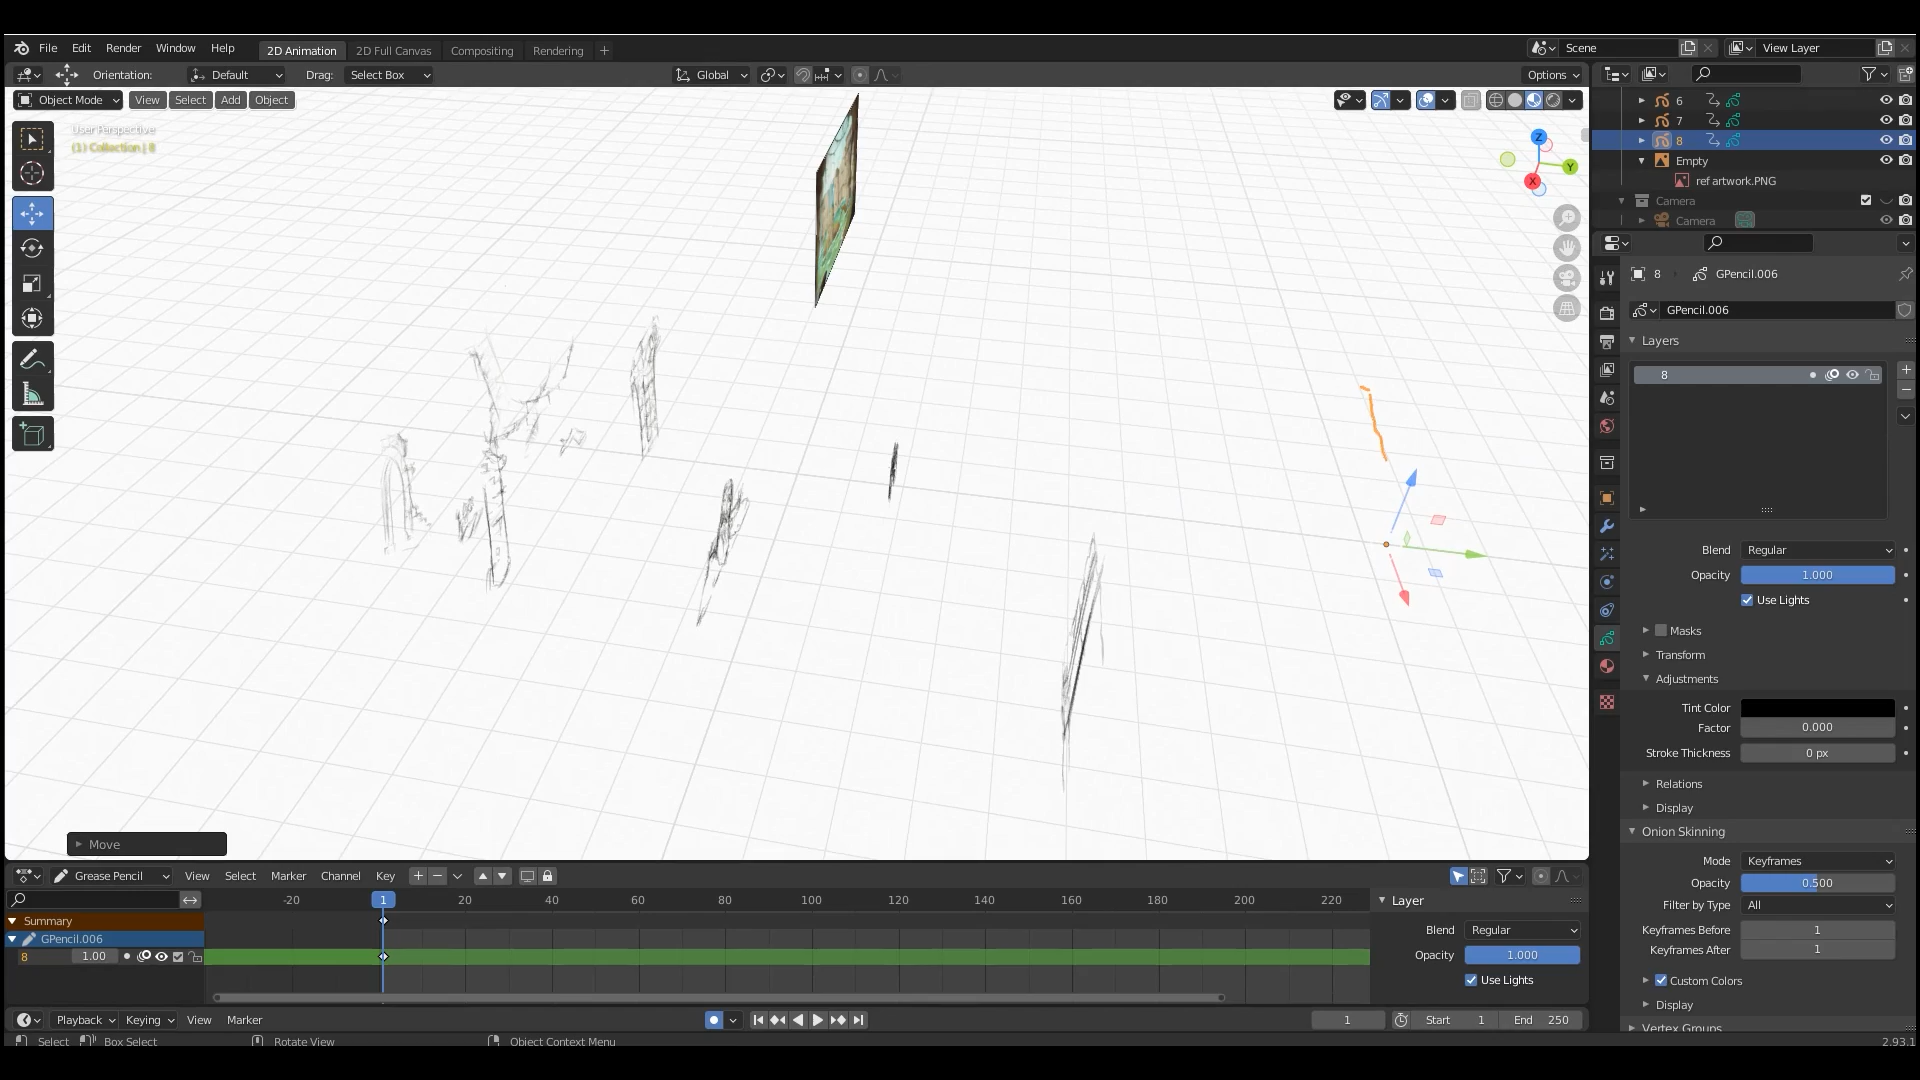 File Edit Render Window Help 2D Animation 2D Full Canvas Compositing Rendering + Scene View Layer
Orientation: Default Drag: Select Box Global Options
Object Mode View Select Add Object
User Perspective
(1) Collection | 8
Z
Y
X
6
7
8
Empty
ref artwork.PNG
Camera
Camera
8 GPencil.006
GPencil.006
Layers
8
Blend Regular
Opacity 1.000
Use Lights
Masks
Transform
Adjustments
Tint Color
Factor 0.000
Stroke Thickness 0 px
Relations
Display
Onion Skinning
Mode Keyframes
Opacity 0.500
Filter by Type All
Keyframes Before 1
Keyframes After 1
Custom Colors
Display
Vertex Groups
Move
Grease Pencil View Select Marker Channel Key
-20 1 20 40 60 80 100 120 140 160 180 200 220
Summary
GPencil.006
8 1.00
Layer
Blend Regular
Opacity 1.000
Use Lights
Playback Keying View Marker 1 Start 1 End 250
Select Box Select Rotate View Object Context Menu 2.93.1